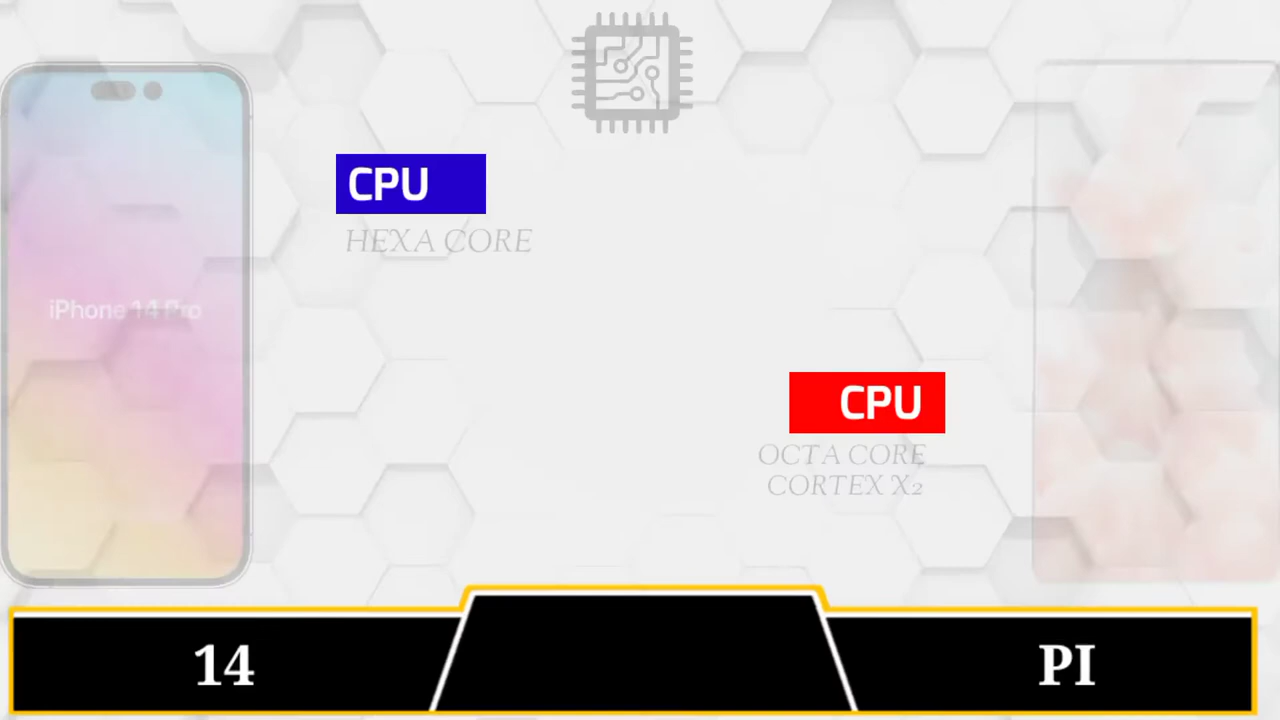 CPU
HEXA CORE
iPhone 14 Pro
CPU
OCTA CORE
CORTEX X2
14
PI